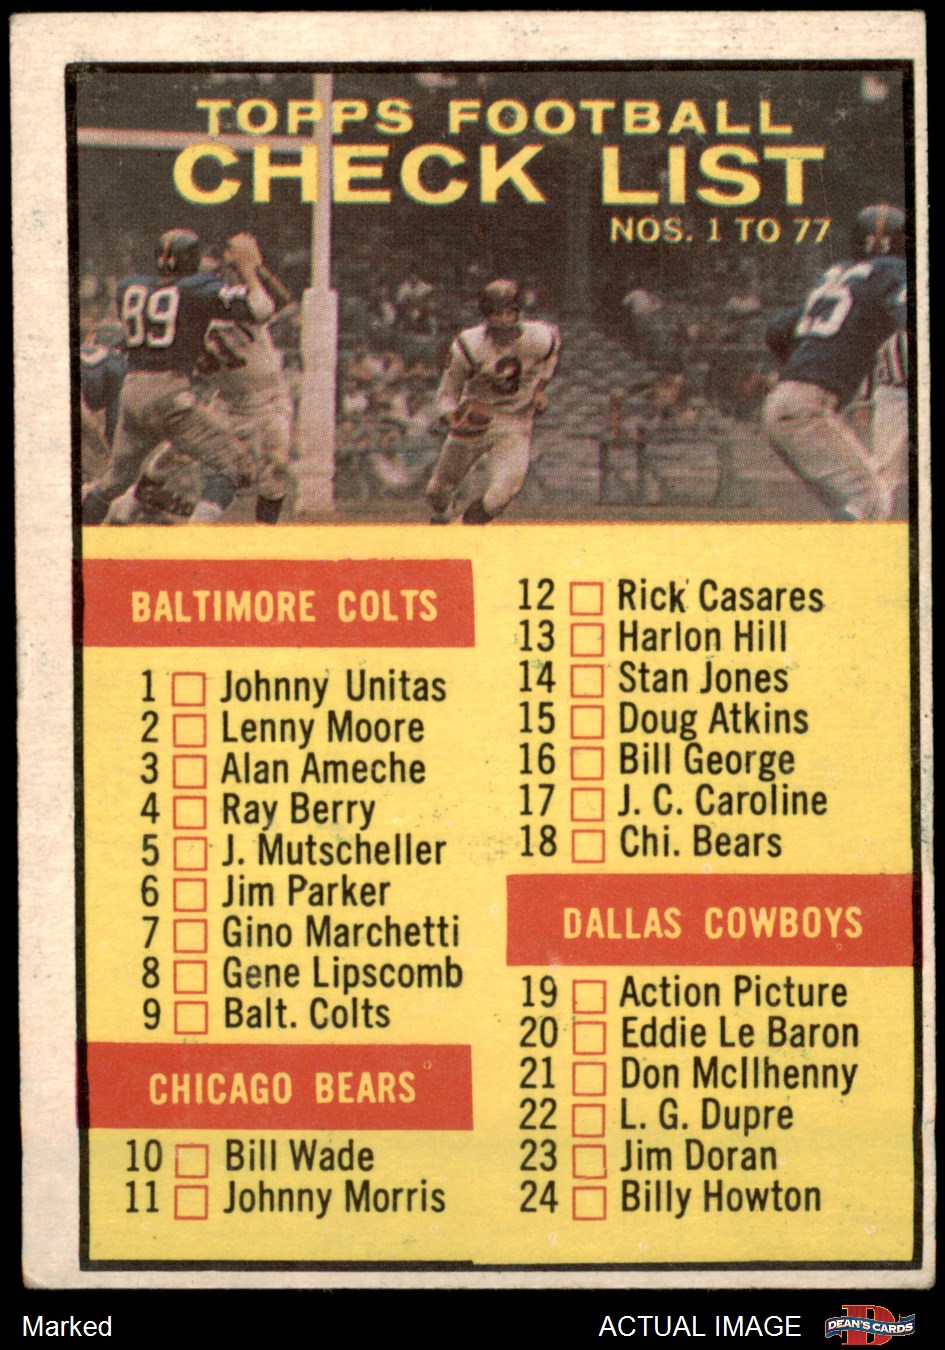 TOPPS FOOTBALL
CHECK LIST
NOS. 1 TO 77
89
3
25
BALTIMORE COLTS
1 Johnny Unitas
2 Lenny Moore
3 Alan Ameche
4 Ray Berry
5 J. Mutscheller
6 Jim Parker
7 Gino Marchetti
8 Gene Lipscomb
9 Balt. Colts
CHICAGO BEARS
10 Bill Wade
11 Johnny Morris
12 Rick Casares
13 Harlon Hill
14 Stan Jones
15 Doug Atkins
16 Bill George
17 J. C. Caroline
18 Chi. Bears
DALLAS COWBOYS
19 Action Picture
20 Eddie Le Baron
21 Don McIlhenny
22 L. G. Dupre
23 Jim Doran
24 Billy Howton
Marked
ACTUAL IMAGE
D
DEAN'S CARDS